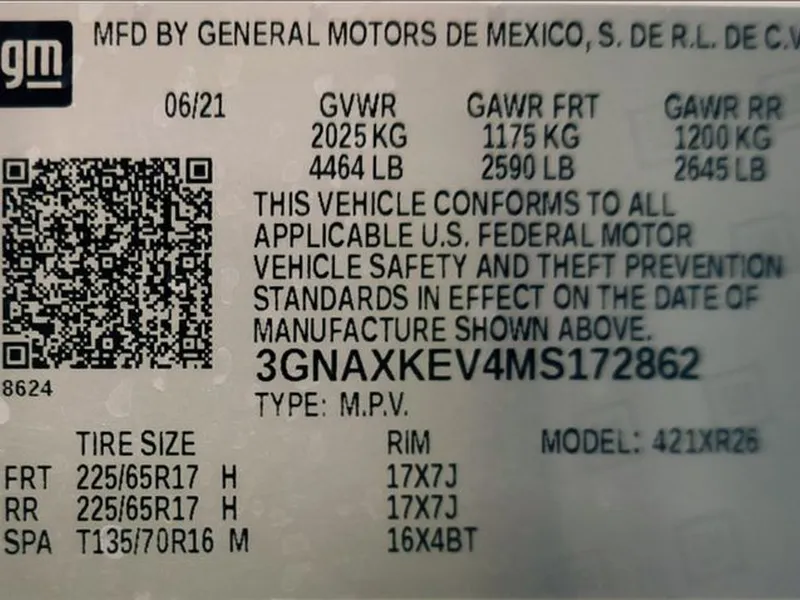 gm
MFD BY GENERAL MOTORS DE MEXICO, S. DE R.L. DE C.V
06/21 GVWR GAWR FRT GAWR RR
2025 KG 1175 KG 1200 KG
4464 LB 2590 LB 2645 LB
THIS VEHICLE CONFORMS TO ALL
APPLICABLE U.S. FEDERAL MOTOR
VEHICLE SAFETY AND THEFT PREVENTION
STANDARDS IN EFFECT ON THE DATE OF
MANUFACTURE SHOWN ABOVE.
3GNAXKEV4MS172862
8624
TYPE: M.P.V.
TIRE SIZE RIM MODEL: 421XR26
FRT 225/65R17 H 17X7J
RR 225/65R17 H 17X7J
SPA T135/70R16 M 16X4BT